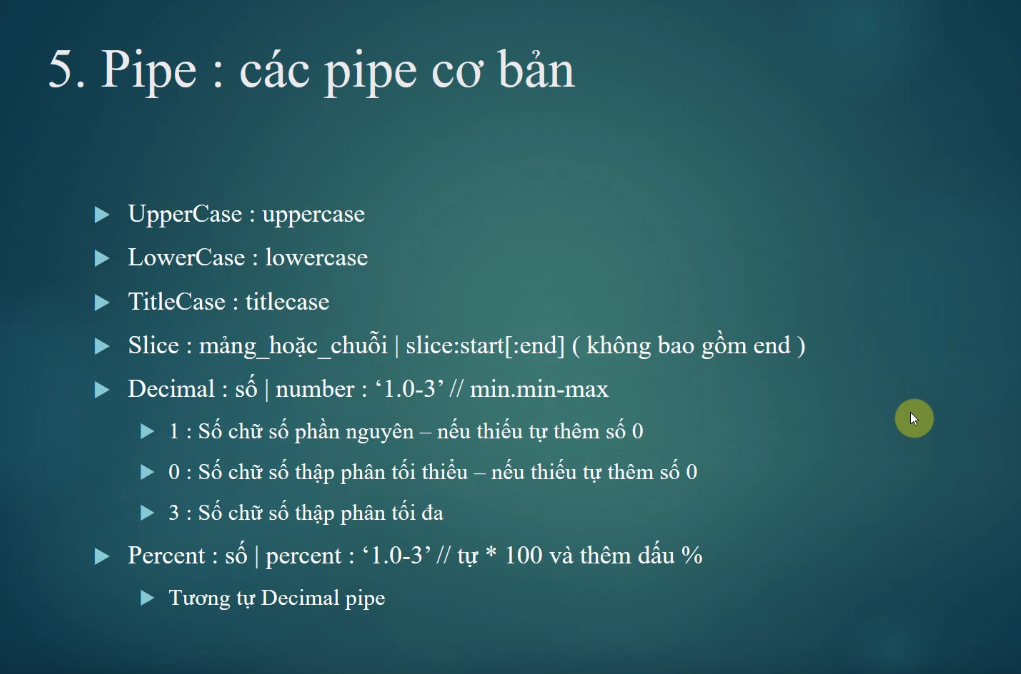 5. Pipe : các pipe cơ bản
UpperCase : uppercase
LowerCase : lowercase
TitleCase : titlecase
Slice : mảng_hoặc_chuỗi | slice:start[:end] ( không bao gồm end )
Decimal : số | number : ‘1.0-3’ // min.min-max
1 : Số chữ số phần nguyên – nếu thiếu tự thêm số 0
0 : Số chữ số thập phân tối thiểu – nếu thiếu tự thêm số 0
3 : Số chữ số thập phân tối đa
Percent : số | percent : ‘1.0-3’ // tự * 100 và thêm dấu %
Tương tự Decimal pipe